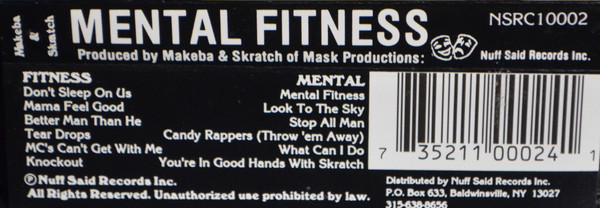 Makeba
&
Skratch
MENTAL FITNESS
NSRC10002
Produced by Makeba & Skratch of Mask Productions:
Nuff Said Records Inc.
FITNESS
Don't Sleep On Us
Mama Feel Good
Better Man Than He
Tear Drops
MC's Can't Get With Me
Knockout
MENTAL
Mental Fitness
Look To The Sky
Stop All Man
Candy Rappers (Throw 'em Away)
What Can I Do
You're In Good Hands With Skratch
7 35211 00024 1
℗ © Nuff Said Records Inc.
All Rights Reserved. Unauthorized use prohibited by law.
Distributed by Nuff Said Records Inc.
P.O. Box 633, Baldwinsville, NY 13027
315-638-8656